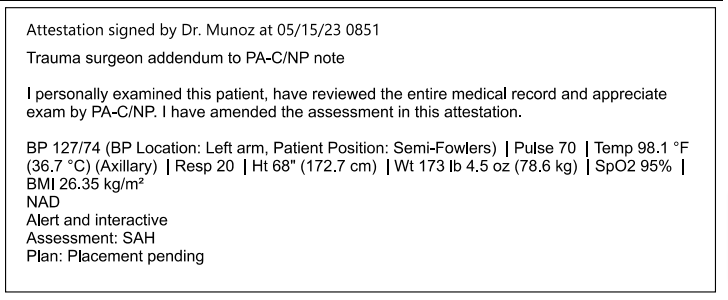 Attestation signed by Dr. Munoz at 05/15/23 0851
Trauma surgeon addendum to PA-C/NP note
I personally examined this patient, have reviewed the entire medical record and appreciate
exam by PA-C/NP. I have amended the assessment in this attestation.
BP 127/74 (BP Location: Left arm, Patient Position: Semi-Fowlers) | Pulse 70 | Temp 98.1 °F
(36.7 °C) (Axillary) | Resp 20 | Ht 68" (172.7 cm) | Wt 173 lb 4.5 oz (78.6 kg) | SpO2 95% |
BMI 26.35 kg/m²
NAD
Alert and interactive
Assessment: SAH
Plan: Placement pending